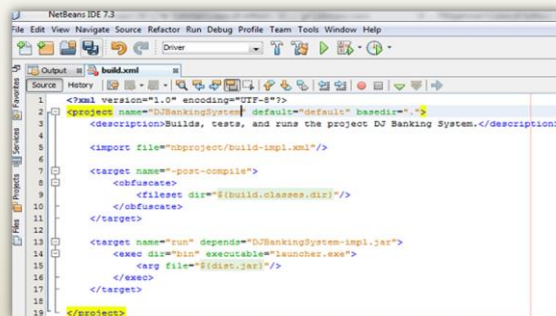 NetBeans IDE 7.3
File Edit View Navigate Source Refactor Run Debug Profile Team Tools Window Help
Driver
Output build.xml
Source History
Favorites
Services
Projects
Files
1 <?xml version="1.0" encoding="UTF-8"?>
2 <project name="DJBankingSystem" default="default" basedir=".">
3 <description>Builds, tests, and runs the project DJ Banking System.</description>
4
5 <import file="nbproject/build-impl.xml"/>
6
7 <target name="-post-compile">
8 <obfuscate>
9 <fileset dir="${build.classes.dir}"/>
10 </obfuscate>
11 </target>
12
13 <target name="run" depends="DJBankingSystem-impl.jar">
14 <exec dir="bin" executable="launcher.exe">
15 <arg file="${dist.jar}"/>
16 </exec>
17 </target>
18
19 </project>